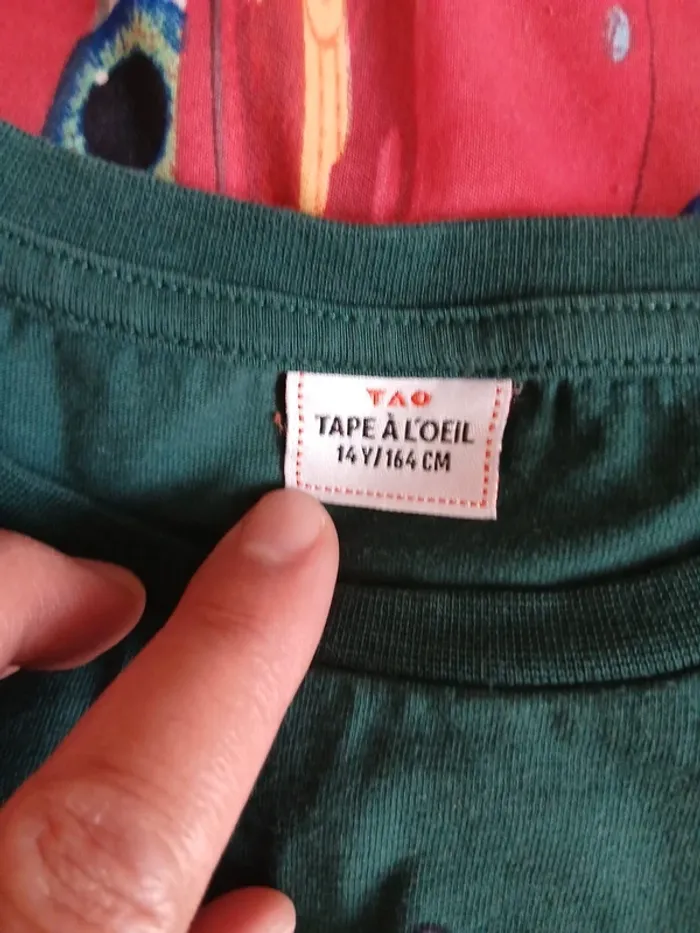 TAO
TAPE À L'OEIL
14 Y/164 CM